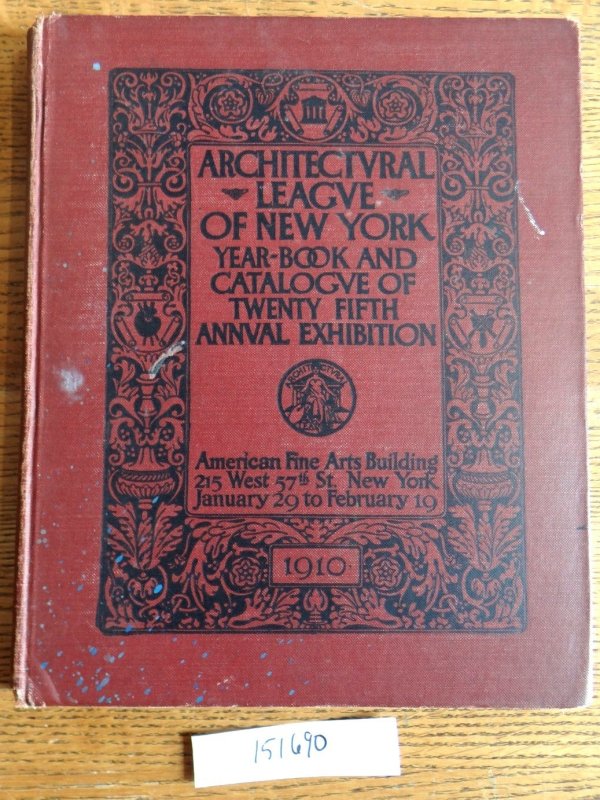 ARCHITECTVRAL
LEAGVE
OF NEW YORK
YEAR-BOOK AND
CATALOGVE OF
TWENTY FIFTH
ANNVAL EXHIBITION
ARCHITECTVRAL
American Fine Arts Building
215 West 57th St. New York
January 29 to February 19
1910
151690